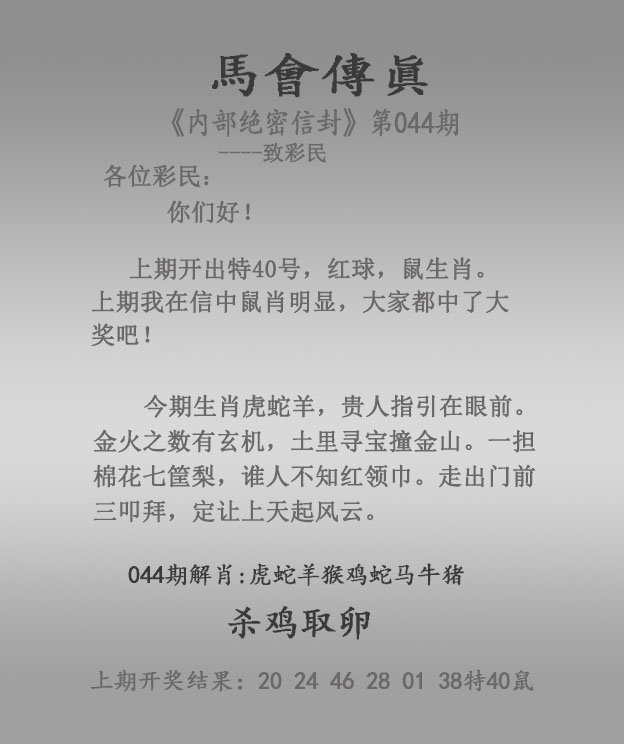 馬會傳眞
《内部绝密信封》第044期
----致彩民
各位彩民:
你们好!
上期开出特40号，红球，鼠生肖。
上期我在信中鼠肖明显，大家都中了大
奖吧!
今期生肖虎蛇羊，贵人指引在眼前。
金火之数有玄机，土里寻宝撞金山。一担
棉花七筐梨，谁人不知红领巾。走出门前
三叩拜，定让上天起风云。
044期解肖:虎蛇羊猴鸡蛇马牛猪
杀鸡取卵
上期开奖结果: 20 24 46 28 01 38特40鼠